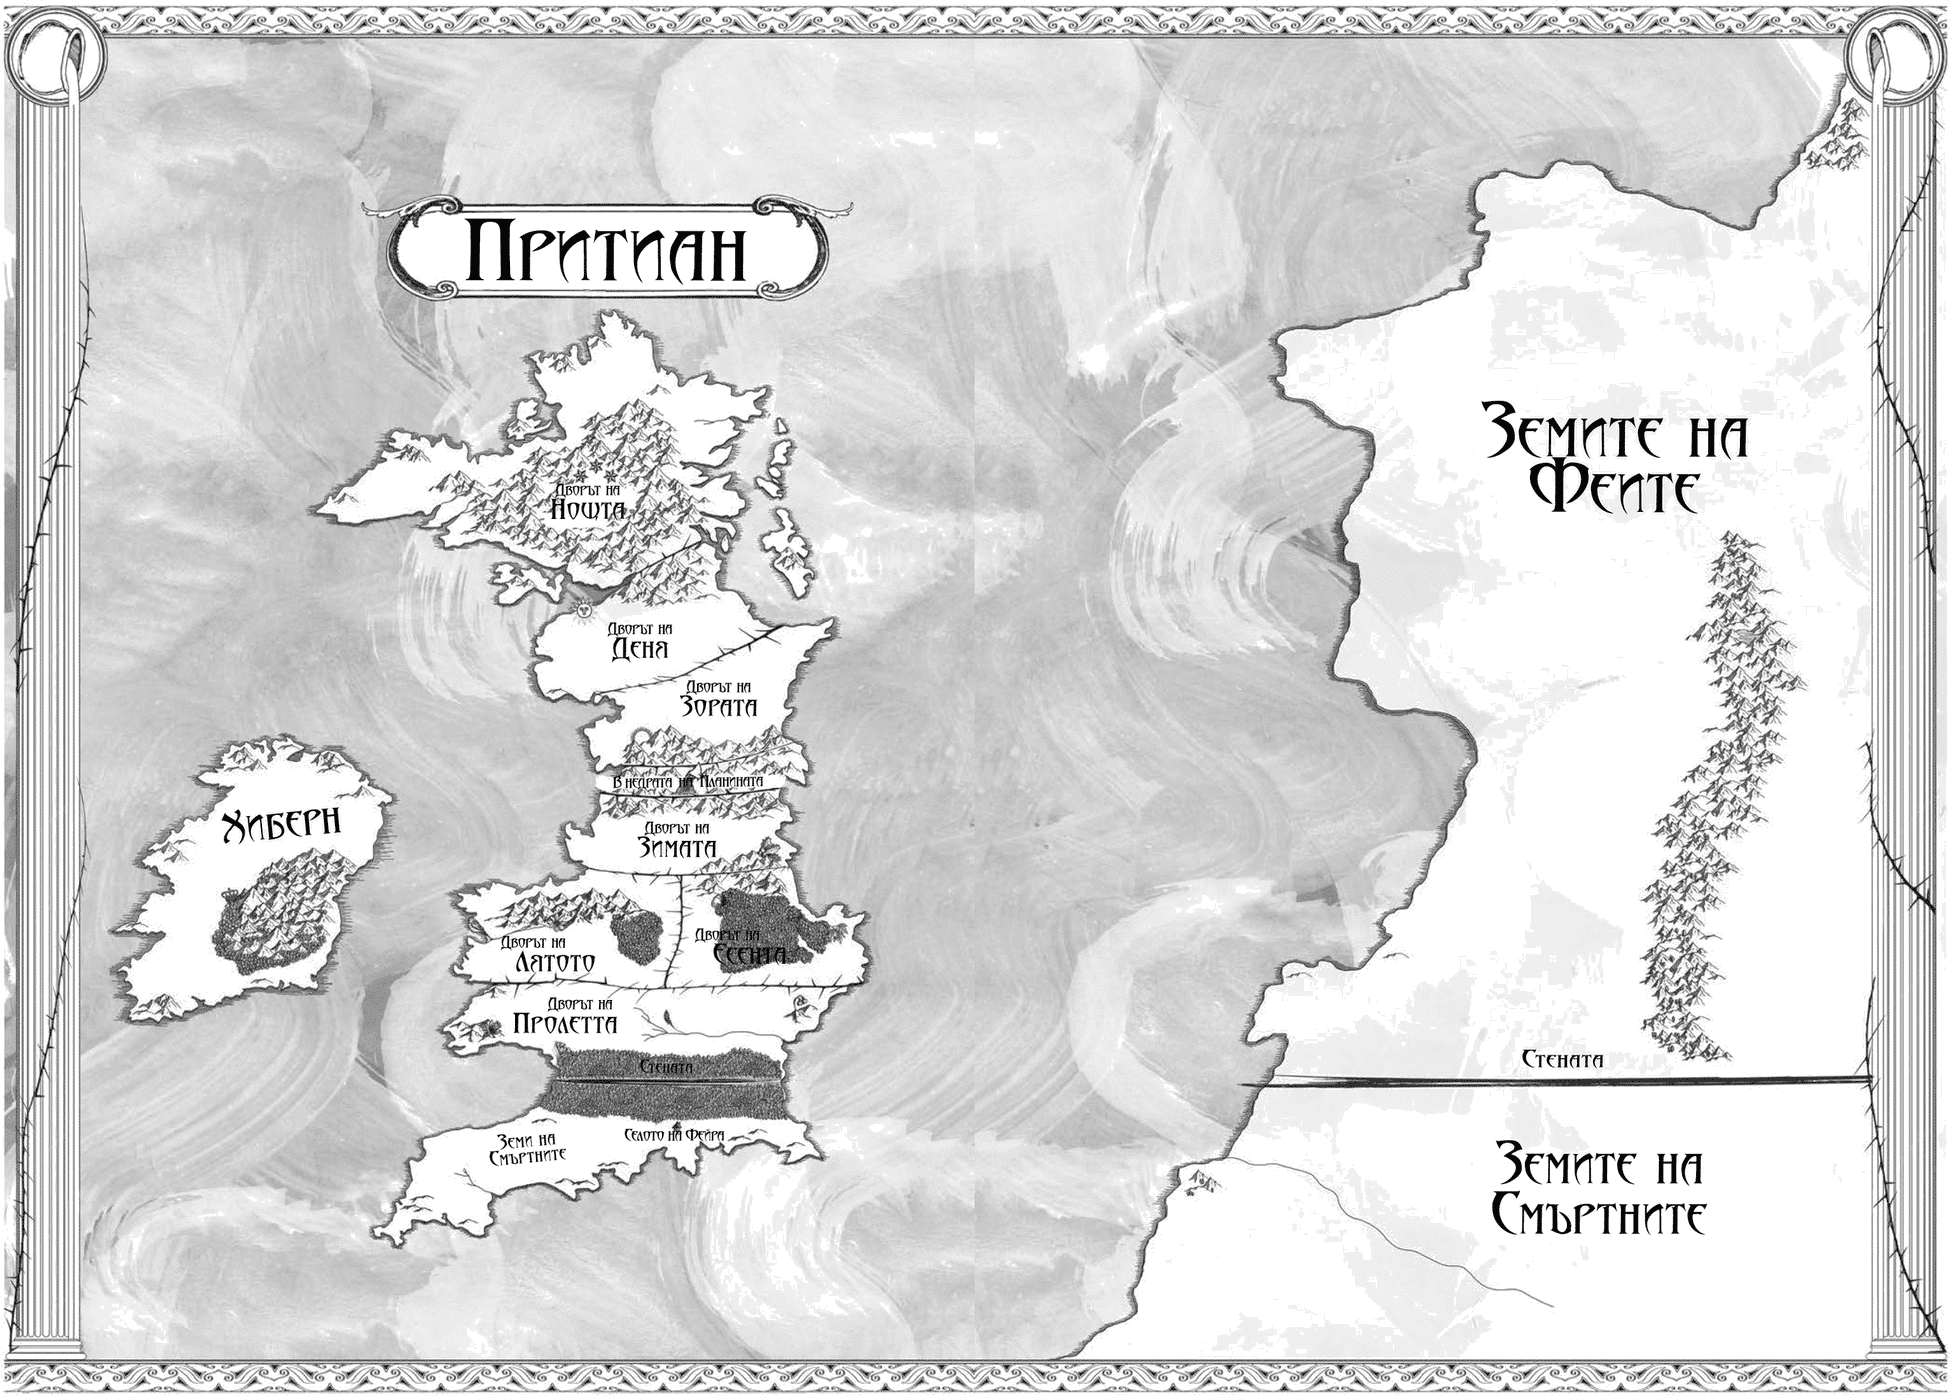 Притиан
Дворът на
Нощта
Дворът на
Деня
Дворът на
Зората
В недрата на Планината
Дворът на
Зимата
Дворът на
Лятото
Дворът на
Есента
Дворът на
Пролетта
Стената
Земи на
Смъртните
Селото на Фейра
Хиберн
Земите на
Феите
Стената
Земите на
Смъртните